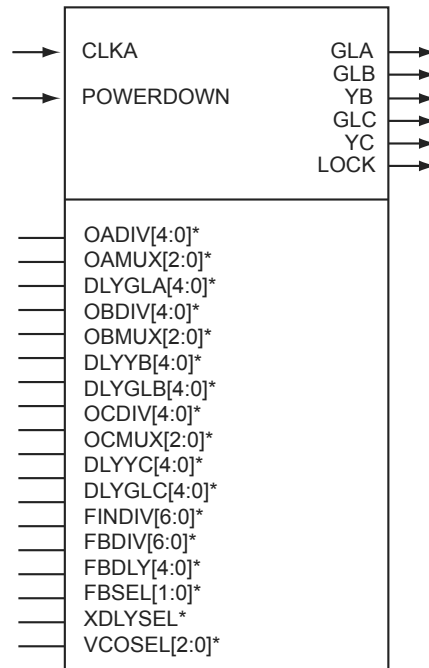 CLKA GLA
GLB
POWERDOWN YB
GLC
YC
LOCK
OADIV[4:0]*
OAMUX[2:0]*
DLYGLA[4:0]*
OBDIV[4:0]*
OBMUX[2:0]*
DLYYB[4:0]*
DLYGLB[4:0]*
OCDIV[4:0]*
OCMUX[2:0]*
DLYYC[4:0]*
DLYGLC[4:0]*
FINDIV[6:0]*
FBDIV[6:0]*
FBDLY[4:0]*
FBSEL[1:0]*
XDLYSEL*
VCOSEL[2:0]*